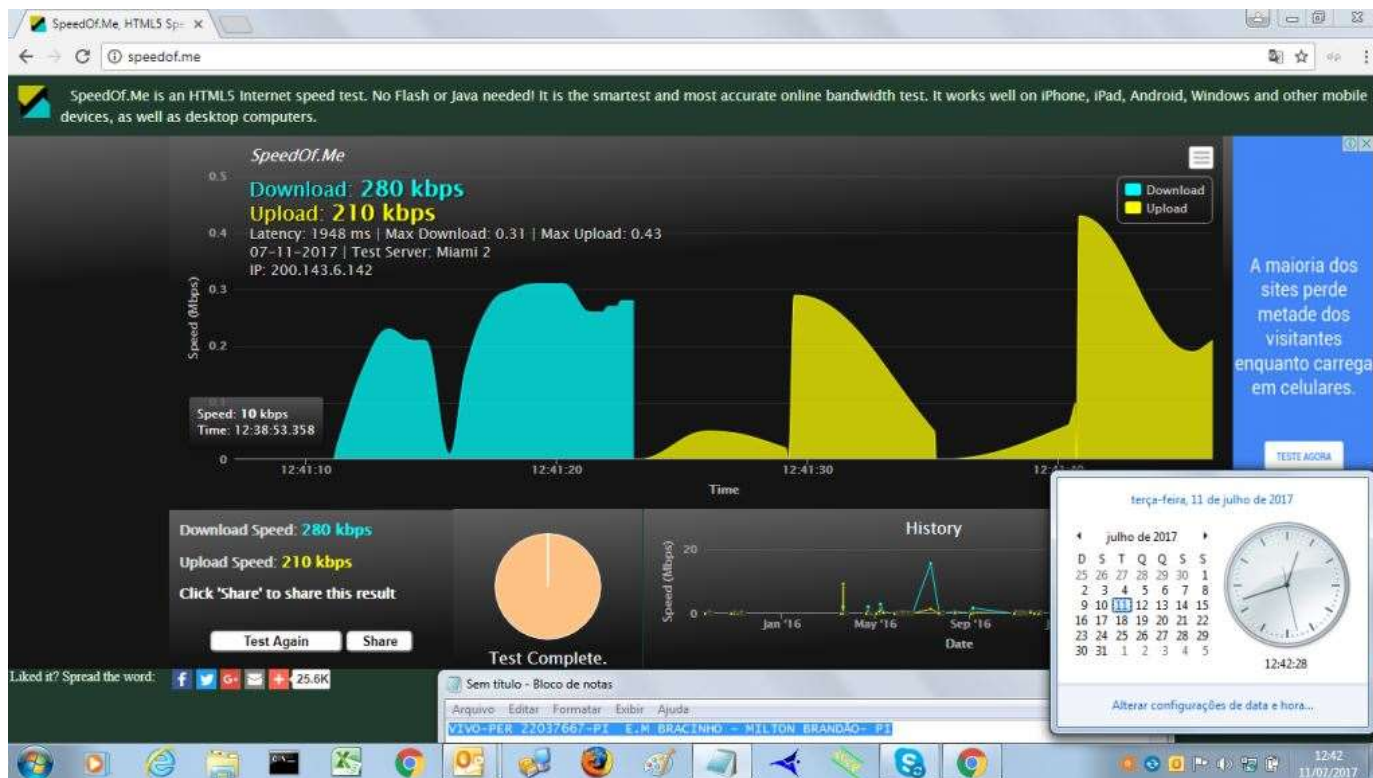 SpeedOf.Me, HTML5 Spe
speedof.me
SpeedOf.Me is an HTML5 Internet speed test. No Flash or Java needed! It is the smartest and most accurate online bandwidth test. It works well on iPhone, iPad, Android, Windows and other mobile
devices, as well as desktop computers.
SpeedOf.Me
Download: 280 kbps
Upload: 210 kbps
Latency: 1948 ms | Max Download: 0.31 | Max Upload: 0.43
07-11-2017 | Test Server: Miami 2
IP: 200.143.6.142
Download
Upload
0.5
0.4
0.3
0.2
0
Speed (Mbps)
Speed: 10 kbps
Time: 12:38:53.358
12:41:10
12:41:20
12:41:30
Time
A maioria dos
sites perde
metade dos
visitantes
enquanto carrega
em celulares.
TESTE AGORA
Download Speed: 280 kbps
Upload Speed: 210 kbps
Click 'Share' to share this result
Test Again
Share
Test Complete.
History
Speed (Mbps)
20
0
Jan '16
May '16
Sep '16
Date
terça-feira, 11 de julho de 2017
julho de 2017
D S T Q Q S S
25 26 27 28 29 30 1
2 3 4 5 6 7 8
9 10 11 12 13 14 15
16 17 18 19 20 21 22
23 24 25 26 27 28 29
30 31 1 2 3 4 5
12:42:28
Alterar configurações de data e hora...
Liked it? Spread the word:
25.6K
Sem título - Bloco de notas
Arquivo Editar Formatar Exibir Ajuda
VIVO-PER 22037667-PI E.M BRACINHO - MILTON BRANDÃO- PI
12:42
11/07/2017